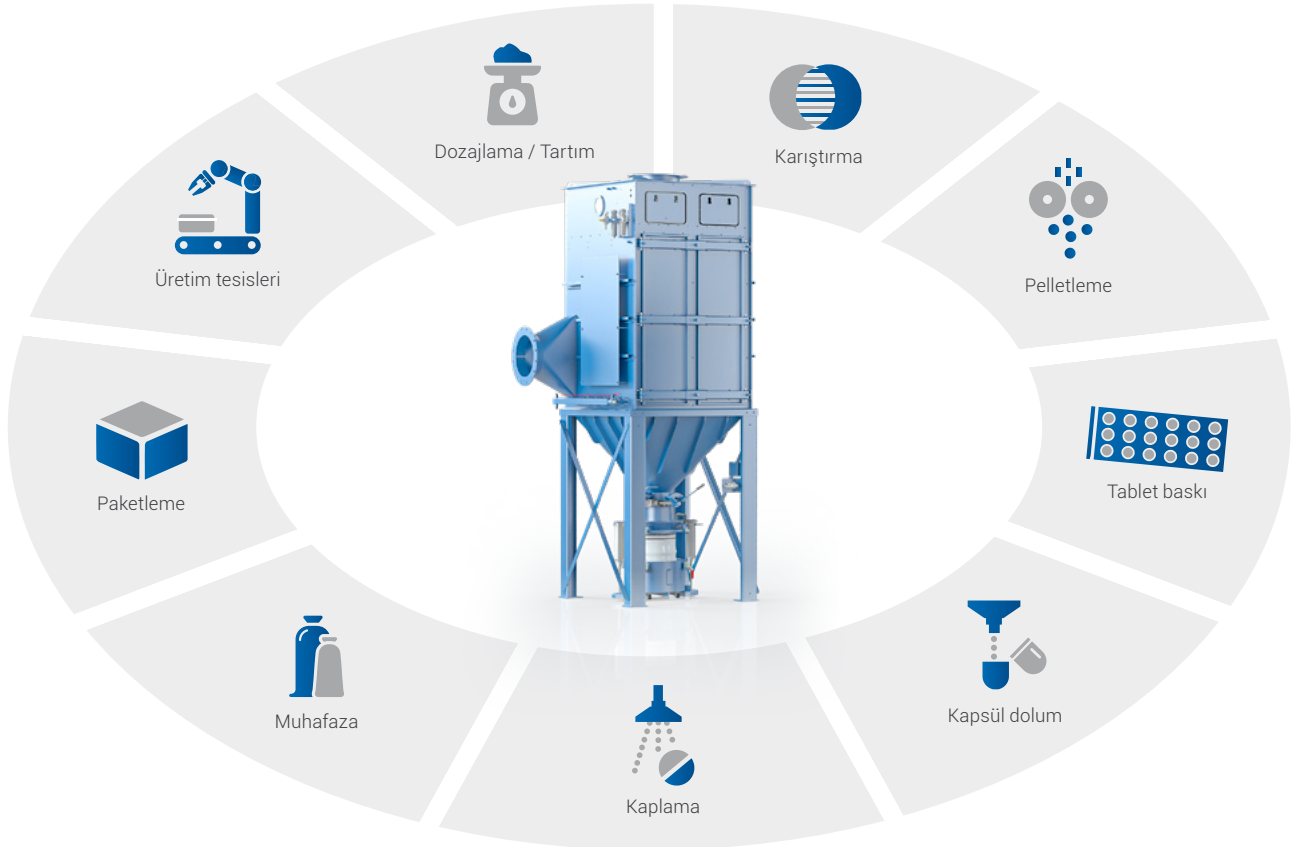 Dozajlama / Tartım
Karıştırma
Üretim tesisleri
Pelletleme
Paketleme
Tablet baskı
Muhafaza
Kapsül dolum
Kaplama